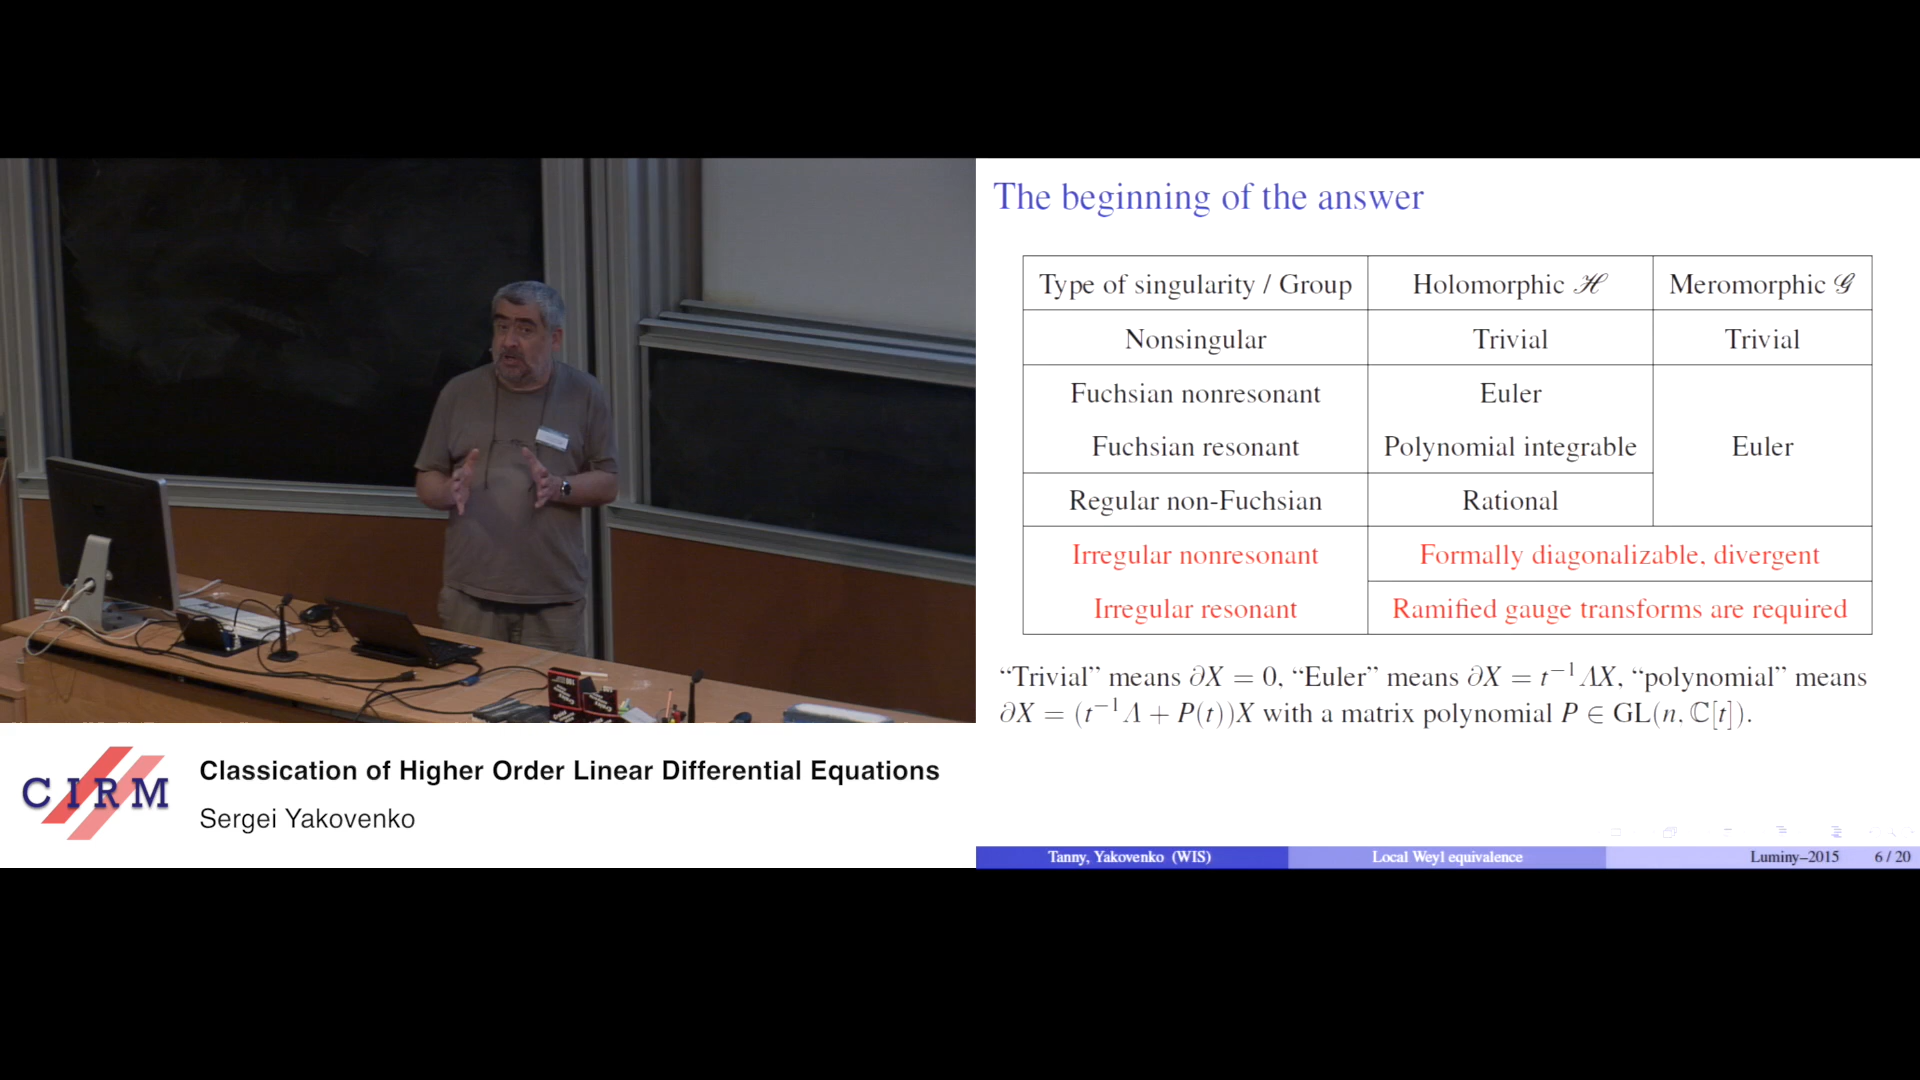 The beginning of the answer
Type of singularity / Group Holomorphic ℋ Meromorphic 𝒢
Nonsingular Trivial Trivial
Fuchsian nonresonant Euler
Fuchsian resonant Polynomial integrable Euler
Regular non-Fuchsian Rational
Irregular nonresonant Formally diagonalizable, divergent
Irregular resonant Ramified gauge transforms are required
“Trivial” means ∂X = 0, “Euler” means ∂X = t⁻¹ΛX, “polynomial” means
∂X = (t⁻¹Λ + P(t))X with a matrix polynomial P ∈ GL(n, ℂ[t]).
Tanny, Yakovenko (WIS) Local Weyl equivalence Luminy–2015 6 / 20
CIRM
Classication of Higher Order Linear Differential Equations
Sergei Yakovenko